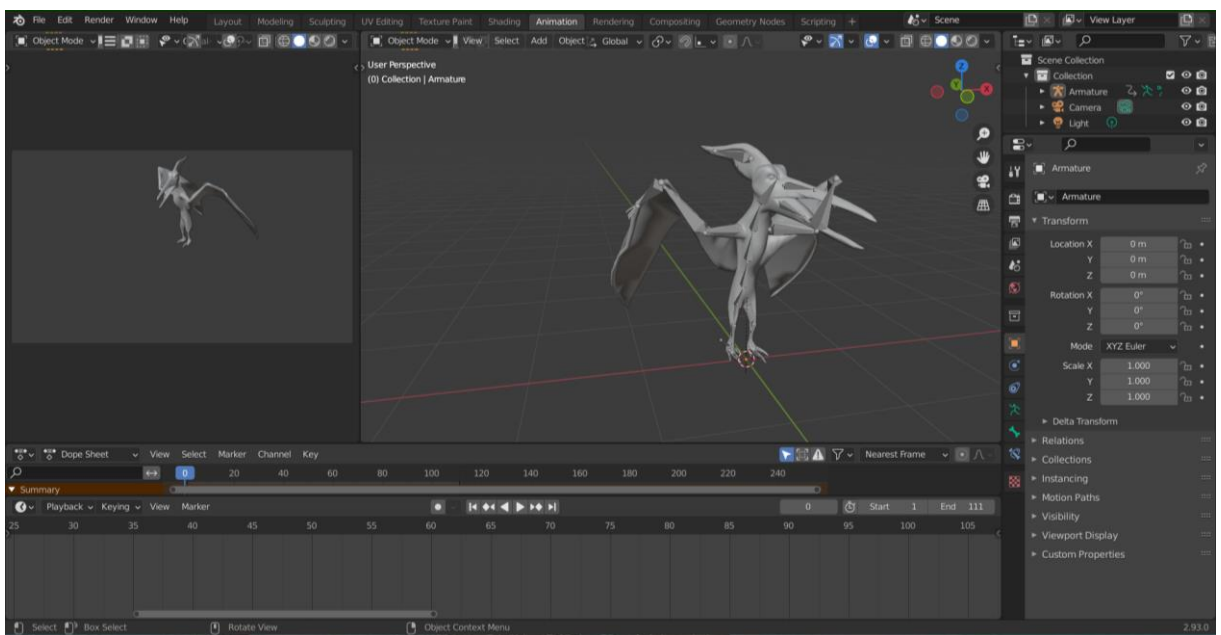 File Edit Render Window Help Layout Modeling Sculpting UV Editing Texture Paint Shading Animation Rendering Compositing Geometry Nodes Scripting + Scene View Layer
Object Mode Object Mode View Select Add Object Global
User Perspective
(0) Collection | Armature
Z
Y
X
Scene Collection
Collection
Armature
Camera
Light
Armature
Armature
Transform
Location X 0 m
Y 0 m
Z 0 m
Rotation X 0°
Y 0°
Z 0°
Mode XYZ Euler
Scale X 1.000
Y 1.000
Z 1.000
Delta Transform
Relations
Collections
Instancing
Motion Paths
Visibility
Viewport Display
Custom Properties
Dope Sheet View Select Marker Channel Key Nearest Frame
0 20 40 60 80 100 120 140 160 180 200 220 240
Summary
Playback Keying View Marker 0 Start 1 End 111
25 30 35 40 45 50 55 60 65 70 75 80 85 90 95 100 105
Select Box Select Rotate View Object Context Menu 2.93.0